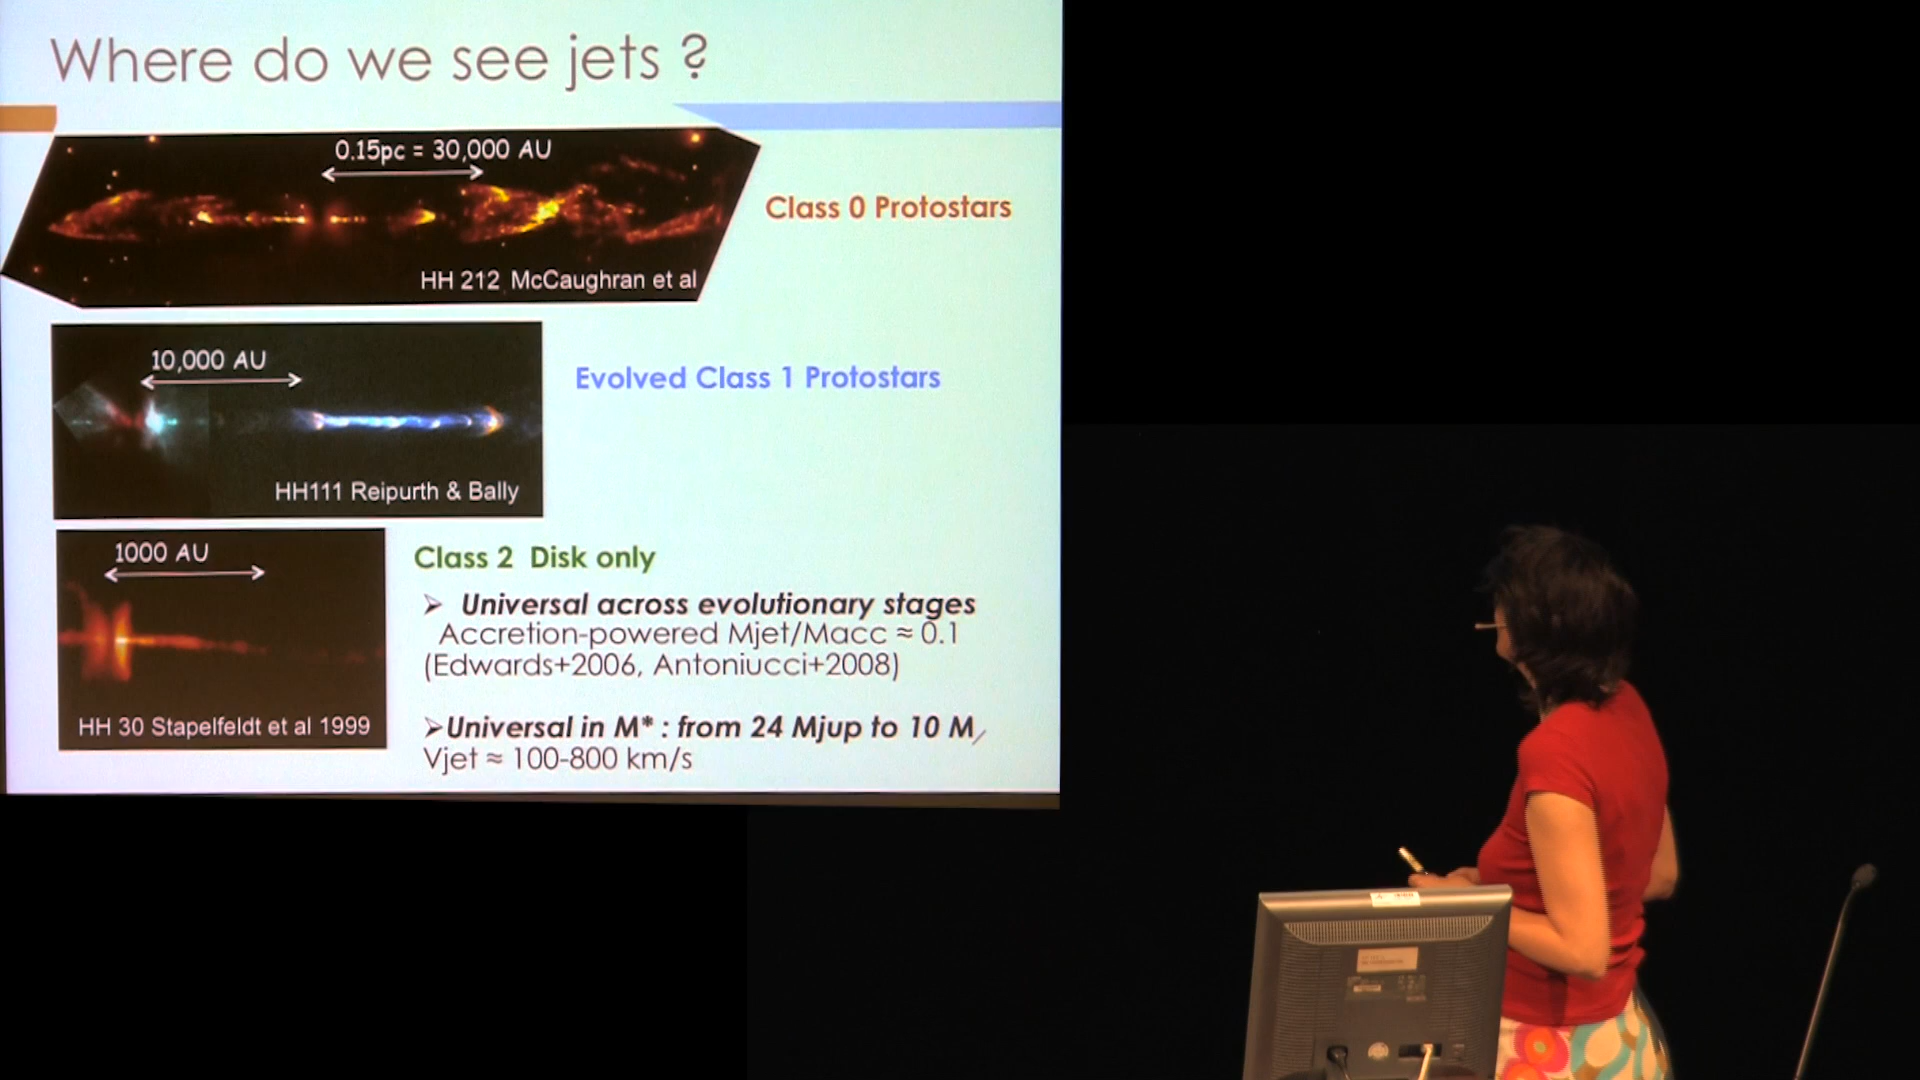 Where do we see jets ?
0.15pc = 30,000 AU
Class 0 Protostars
HH 212 McCaughran et al
10,000 AU
Evolved Class 1 Protostars
HH111 Reipurth & Bally
1000 AU
Class 2 Disk only
➢ Universal across evolutionary stages
Accretion-powered Mjet/Macc ≈ 0.1
(Edwards+2006, Antoniucci+2008)
HH 30 Stapelfeldt et al 1999
➢Universal in M* : from 24 Mjup to 10 M
Vjet ≈ 100-800 km/s